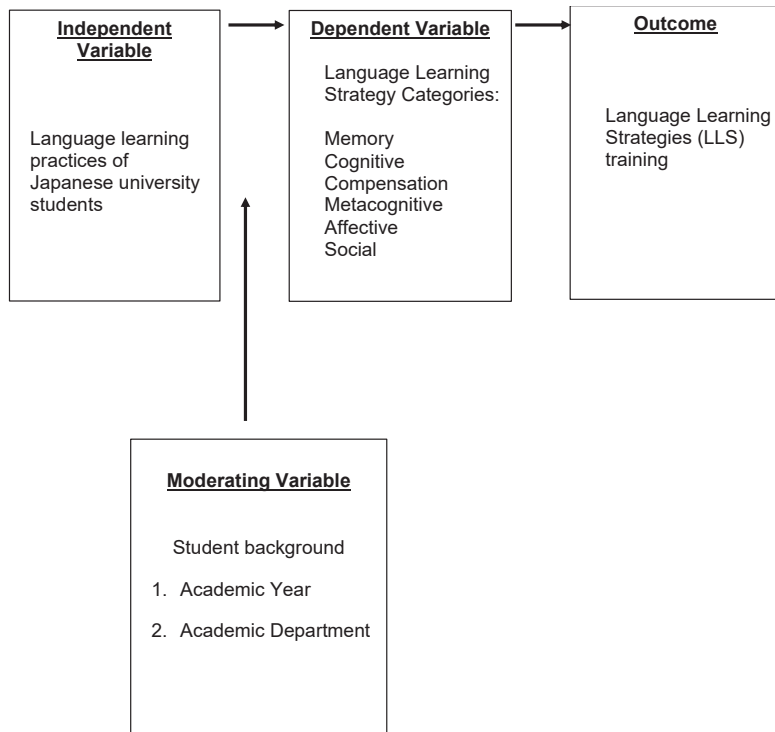 Independent
Variable
Language learning
practices of
Japanese university
students
Dependent Variable
Language Learning
Strategy Categories:
Memory
Cognitive
Compensation
Metacognitive
Affective
Social
Outcome
Language Learning
Strategies (LLS)
training
Moderating Variable
Student background
1. Academic Year
2. Academic Department